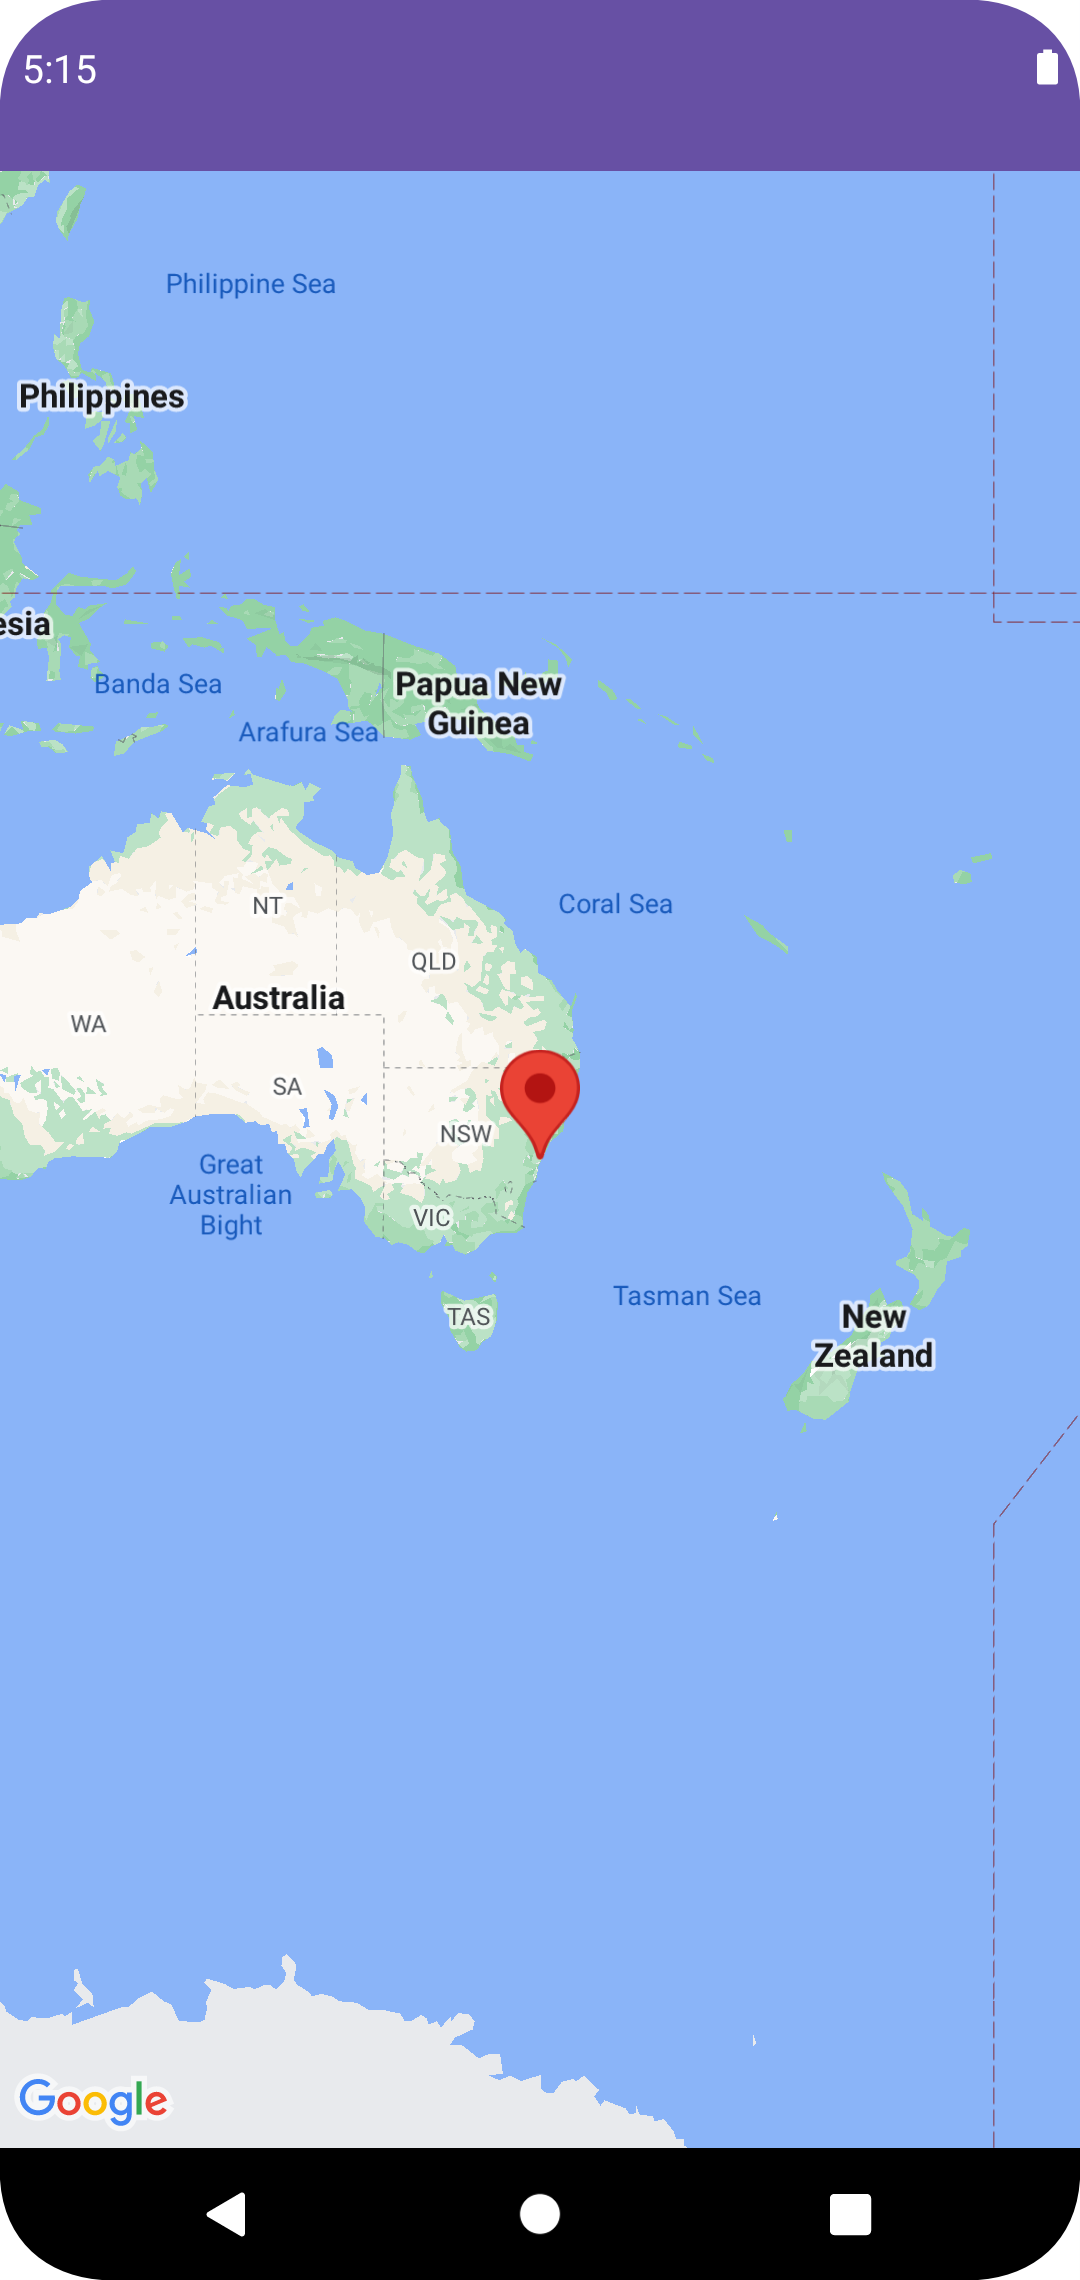 5:15
Philippine Sea
Philippines
esia
Banda Sea
Papua New
Guinea
Arafura Sea
NT
Coral Sea
QLD
Australia
WA
SA
NSW
Great
Australian
Bight
VIC
Tasman Sea
TAS
New
Zealand
Google